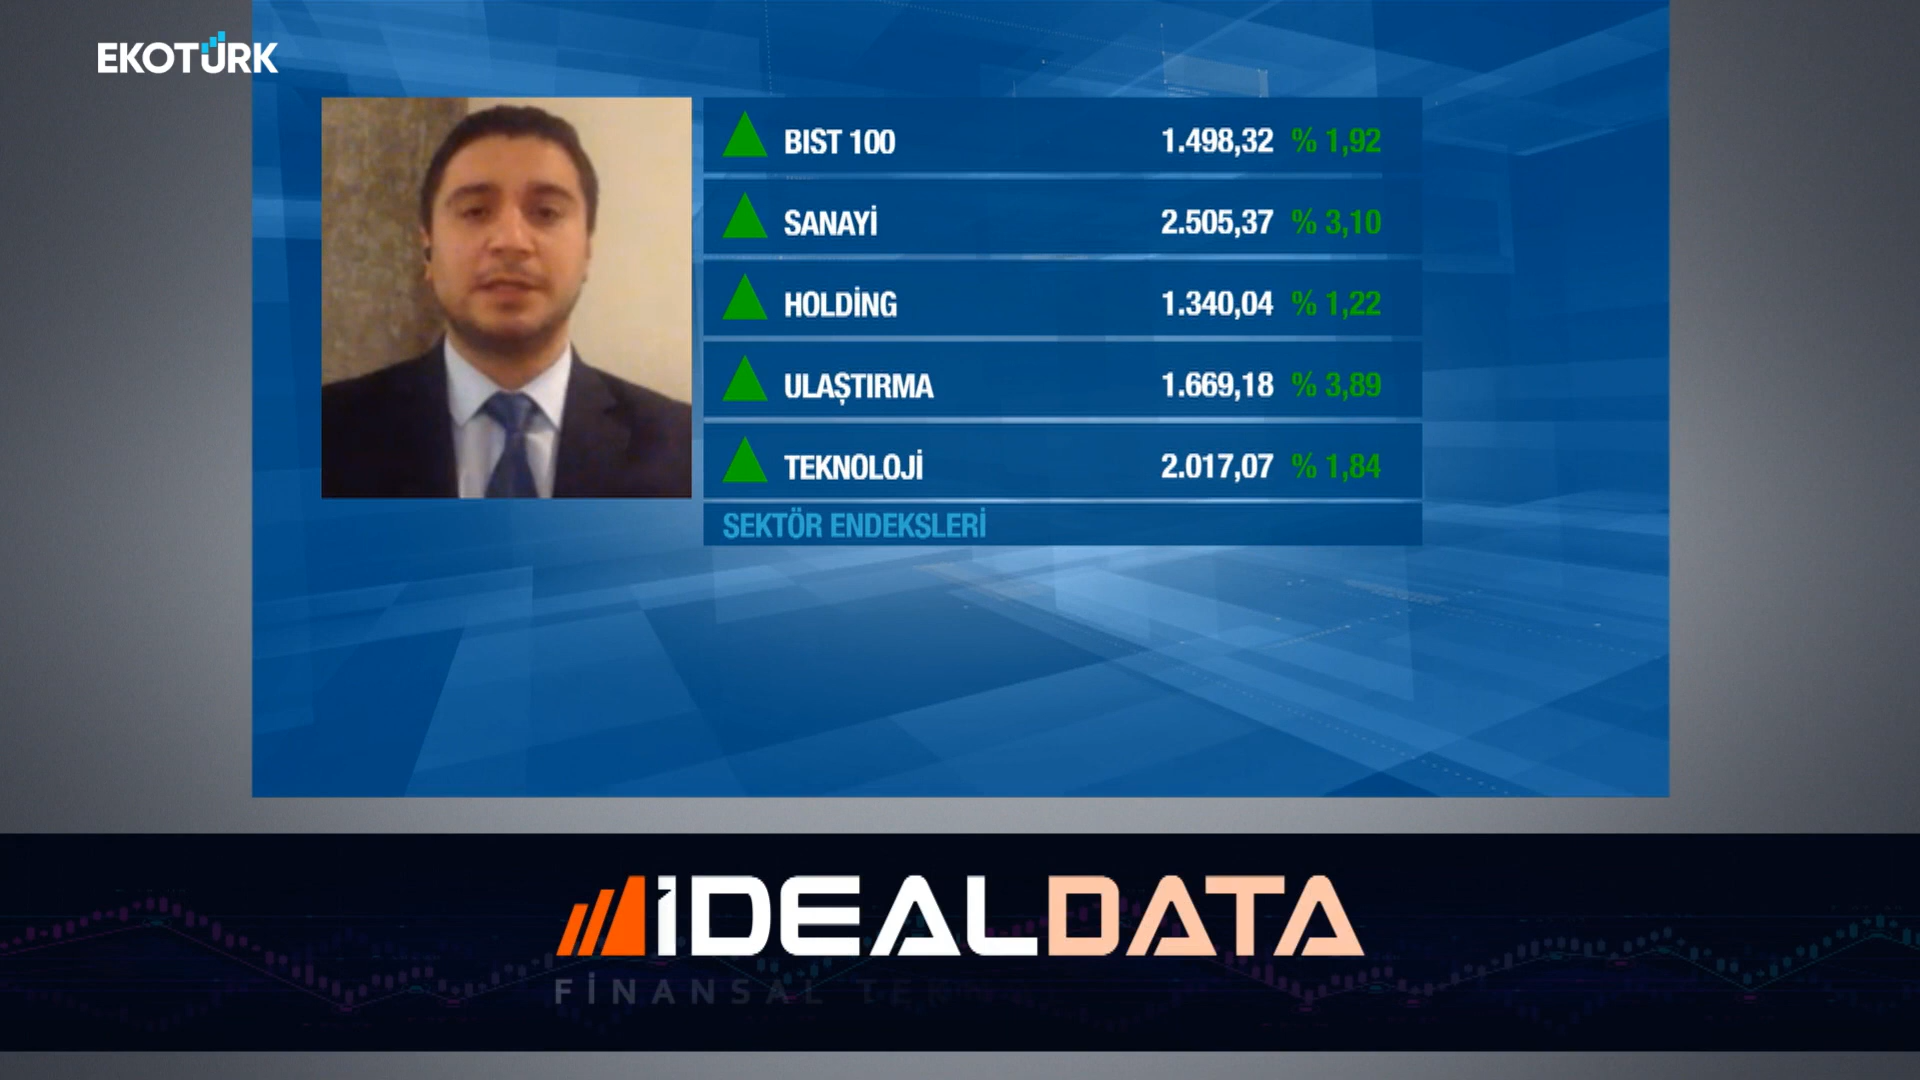 EKOTÜRK
BIST 100 1.498,32 % 1,92
SANAYİ 2.505,37 % 3,10
HOLDİNG 1.340,04 % 1,22
ULAŞTIRMA 1.669,18 % 3,89
TEKNOLOJİ 2.017,07 % 1,84
SEKTÖR ENDEKSLERİ
İDEALDATA
FİNANSAL